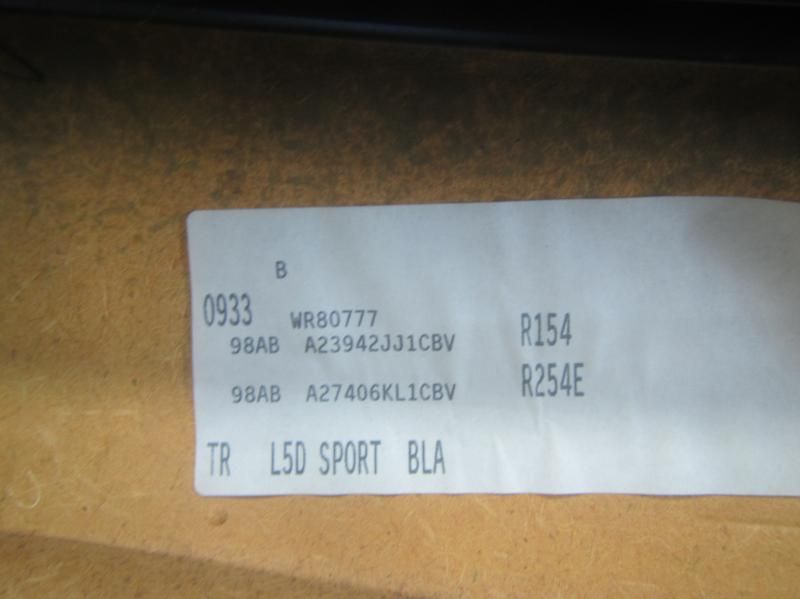 B
0933 WR80777
98AB A23942JJ1CBV R154
98AB A27406KL1CBV R254E
TR L5D SPORT BLA